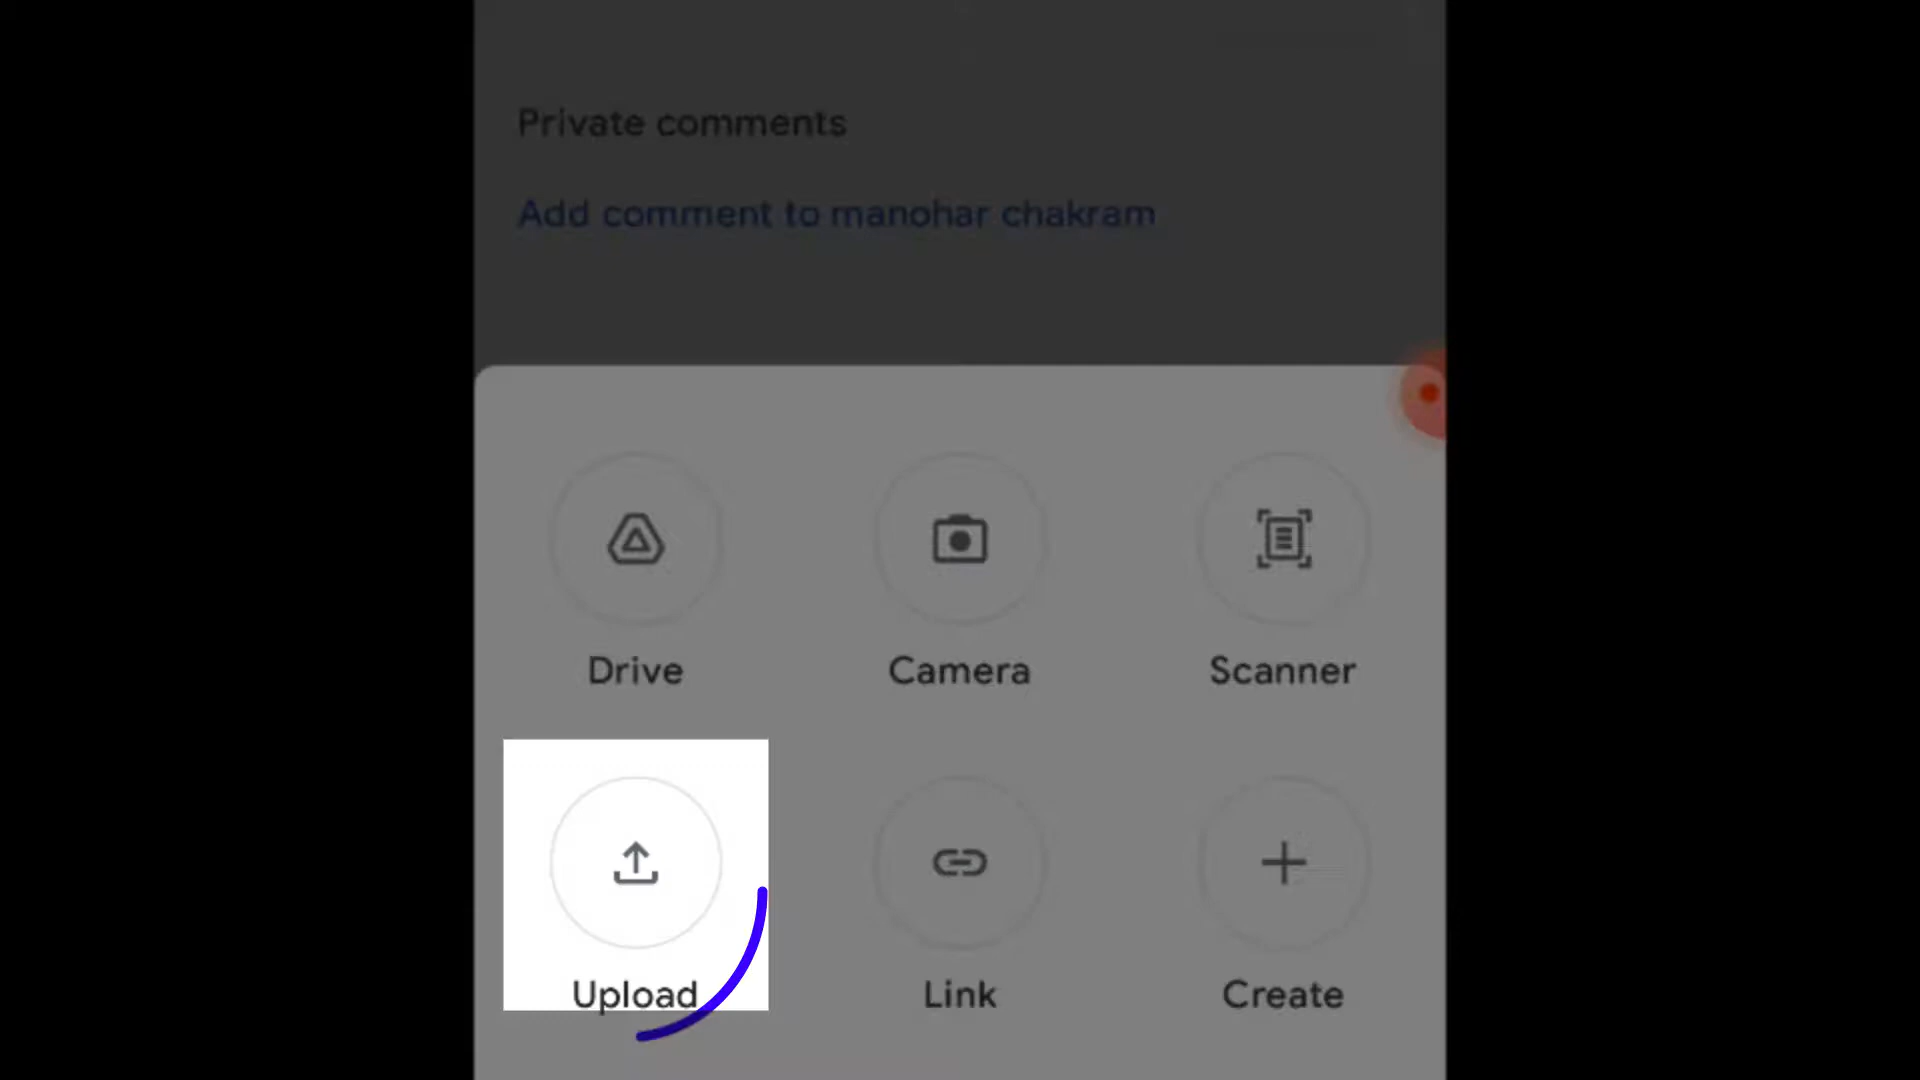 Private comments
Add comment to manohar chakram
Drive
Camera
Scanner
Upload
Link
Create